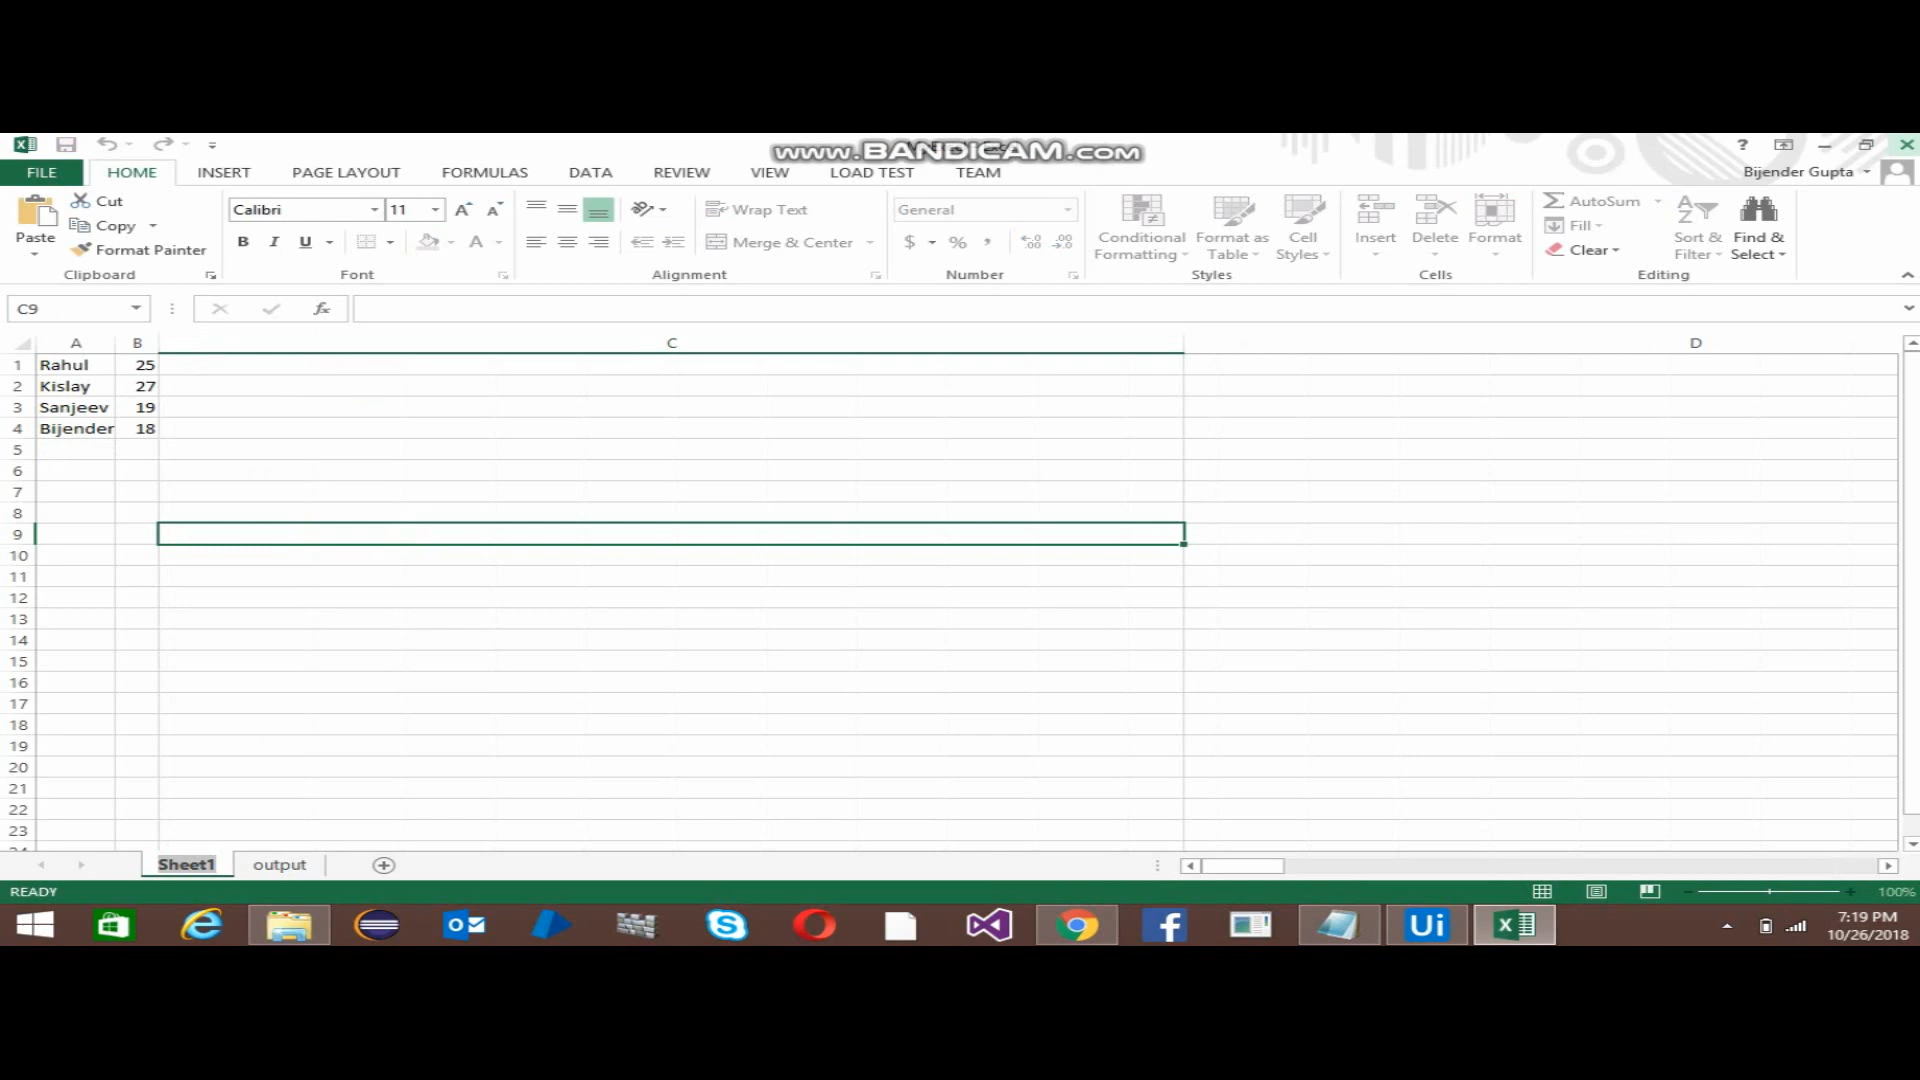 www.BANDICAM.com
FILE HOME INSERT PAGE LAYOUT FORMULAS DATA REVIEW VIEW LOAD TEST TEAM
Bijender Gupta
Paste
Cut
Copy
Format Painter
Clipboard
Calibri 11
B I U A
Font
Wrap Text
Merge & Center
Alignment
General
$ % ,
Number
Conditional Formatting
Format as Table
Cell Styles
Styles
Insert
Delete
Format
Cells
AutoSum
Fill
Clear
Sort & Filter
Find & Select
Editing
C9
fx
A B C D
1 Rahul 25
2 Kislay 27
3 Sanjeev 19
4 Bijender 18
5
6
7
8
9
10
11
12
13
14
15
16
17
18
19
20
21
22
23
Sheet1 output
READY
100%
Ui
7:19 PM
10/26/2018